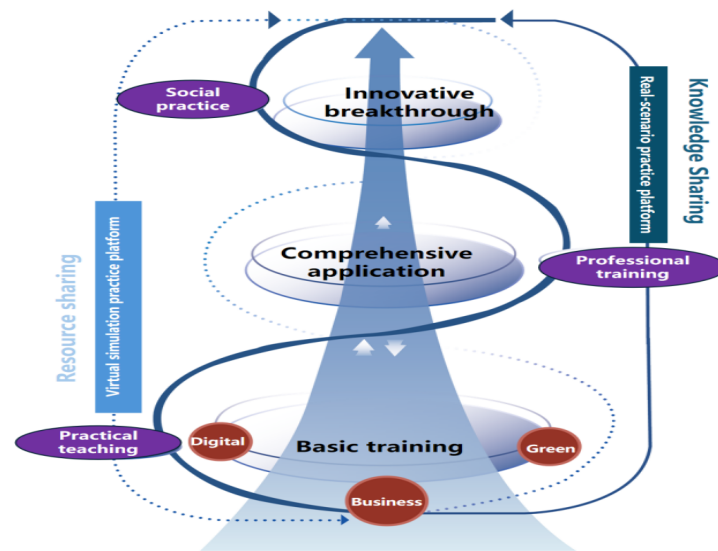 Social
practice
Innovative
breakthrough
Real-scenario practice platform
Knowledge Sharing
Resource sharing
Virtual simulation practice platform
Comprehensive
application
Professional
training
Practical
teaching
Digital
Basic training
Green
Business